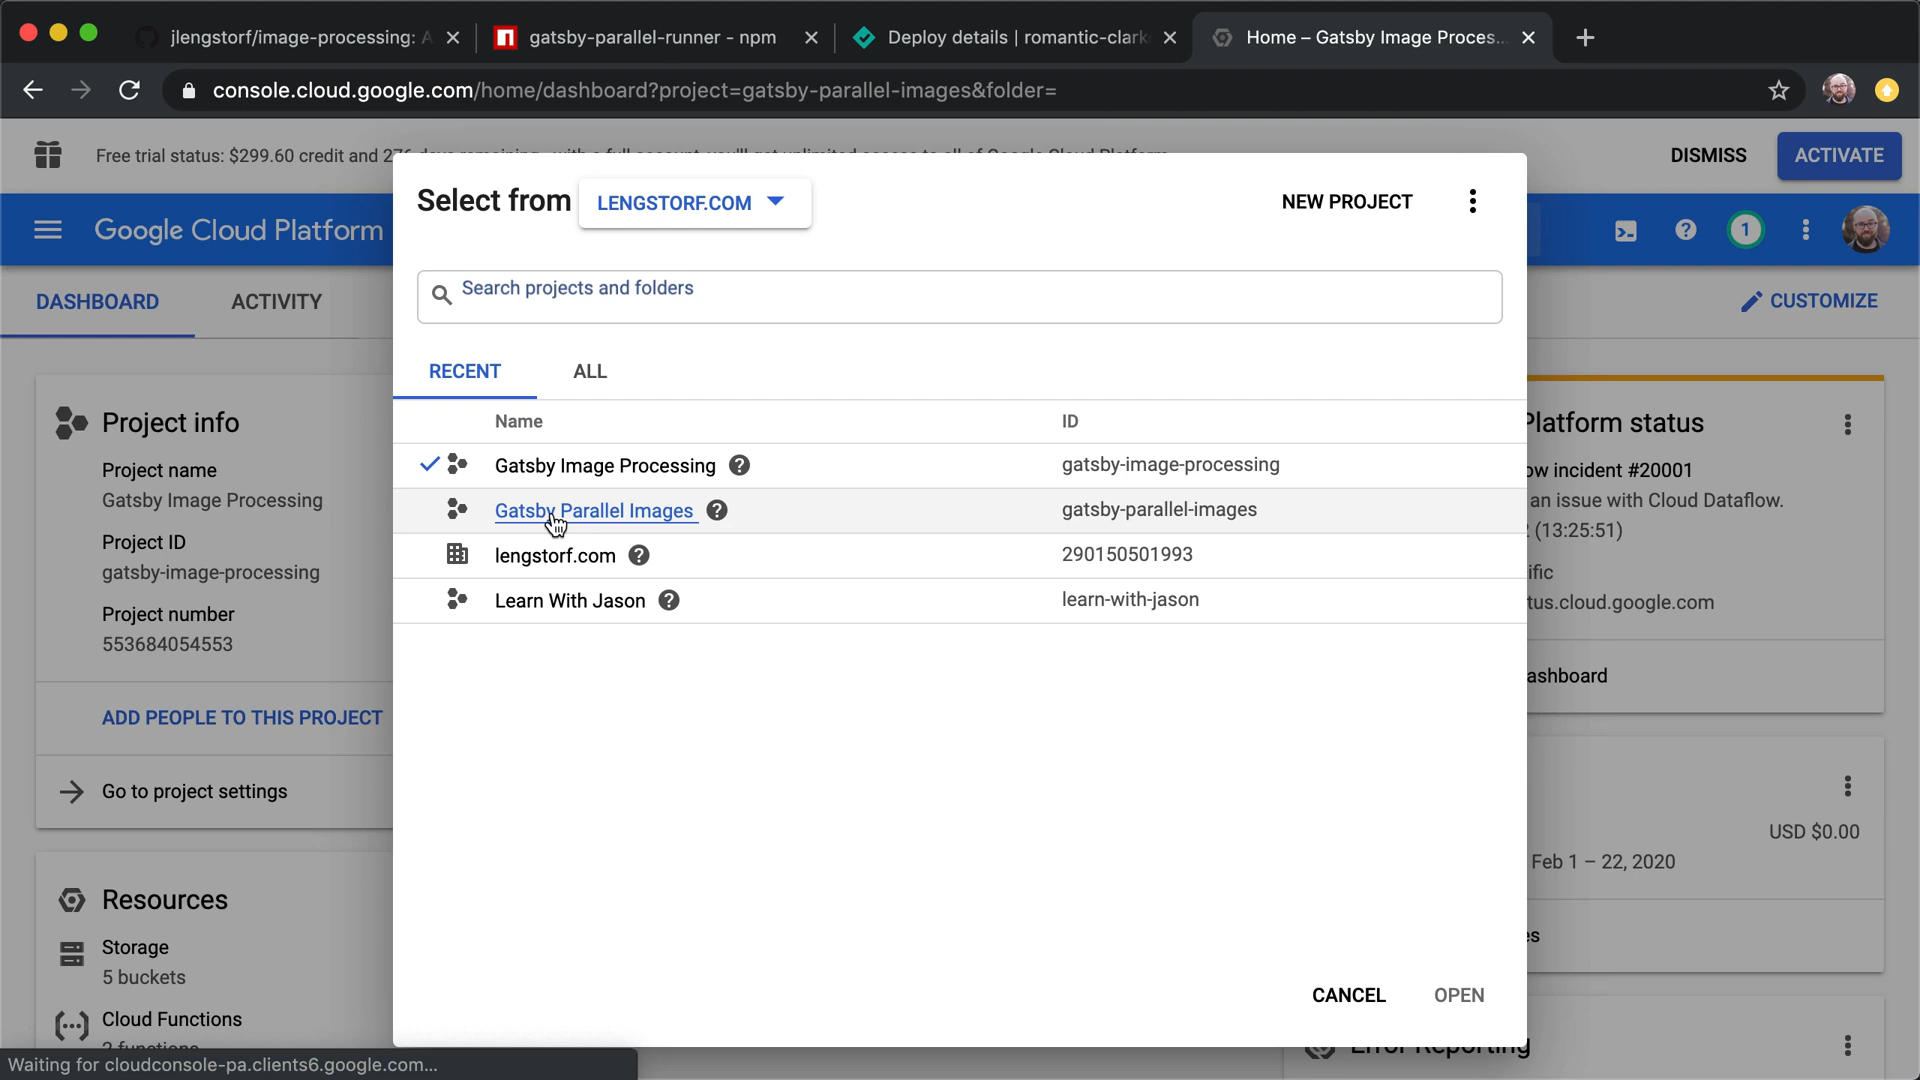 jlengstorf/image-processing: A
gatsby-parallel-runner - npm
Deploy details | romantic-clark
Home – Gatsby Image Proces...
console.cloud.google.com/home/dashboard?project=gatsby-parallel-images&folder=
Free trial status: $299.60 credit and 276 days remaining - with a full account, you'll get unlimited access to all of Google Cloud Platform.
DISMISS
ACTIVATE
Google Cloud Platform
1
DASHBOARD
ACTIVITY
CUSTOMIZE
Select from
LENGSTORF.COM
NEW PROJECT
Search projects and folders
RECENT
ALL
Name
ID
Gatsby Image Processing
gatsby-image-processing
Gatsby Parallel Images
gatsby-parallel-images
lengstorf.com
290150501993
Learn With Jason
learn-with-jason
CANCEL
OPEN
Project info
Project name
Gatsby Image Processing
Project ID
gatsby-image-processing
Project number
553684054553
ADD PEOPLE TO THIS PROJECT
Go to project settings
Resources
Storage
5 buckets
Cloud Functions
2 functions
Platform status
ow incident #20001
an issue with Cloud Dataflow.
(13:25:51)
ific
tus.cloud.google.com
ashboard
USD $0.00
Feb 1 – 22, 2020
es
Error Reporting
Waiting for cloudconsole-pa.clients6.google.com...